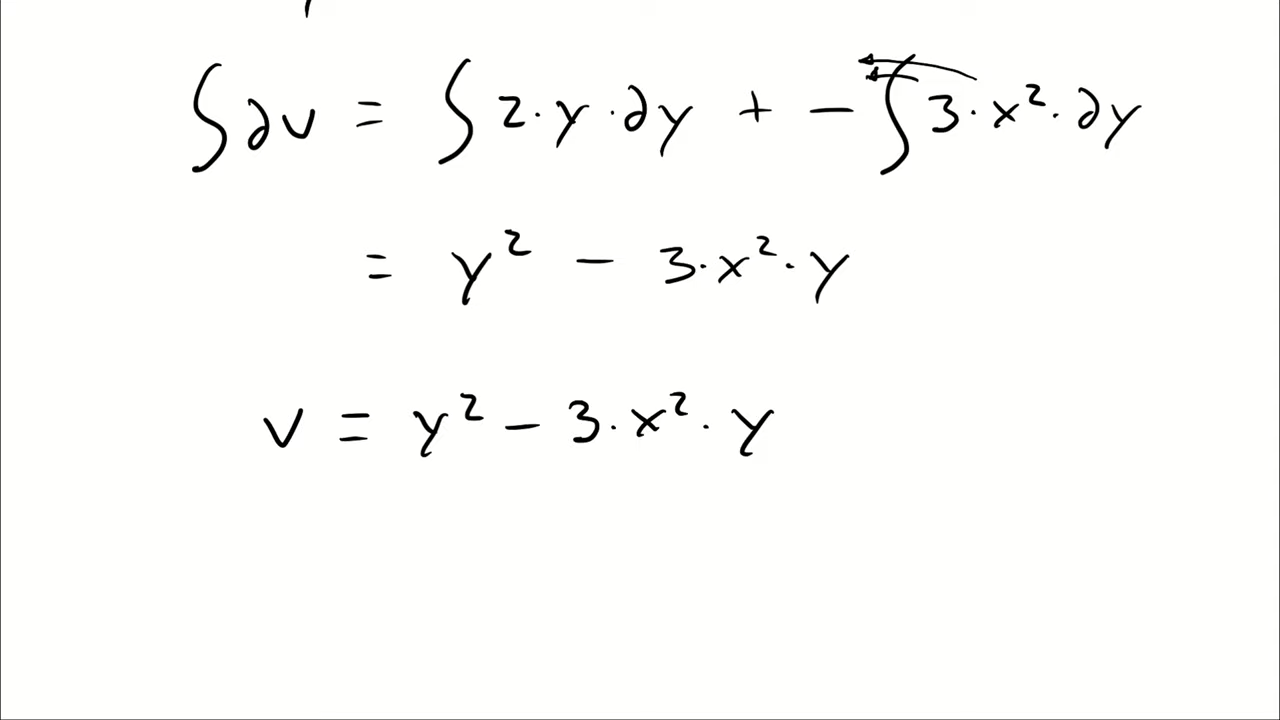 ∫∂v = ∫2·y·∂y + -∫3·x²·∂y
= y² - 3·x²·y
v = y² - 3·x²·y